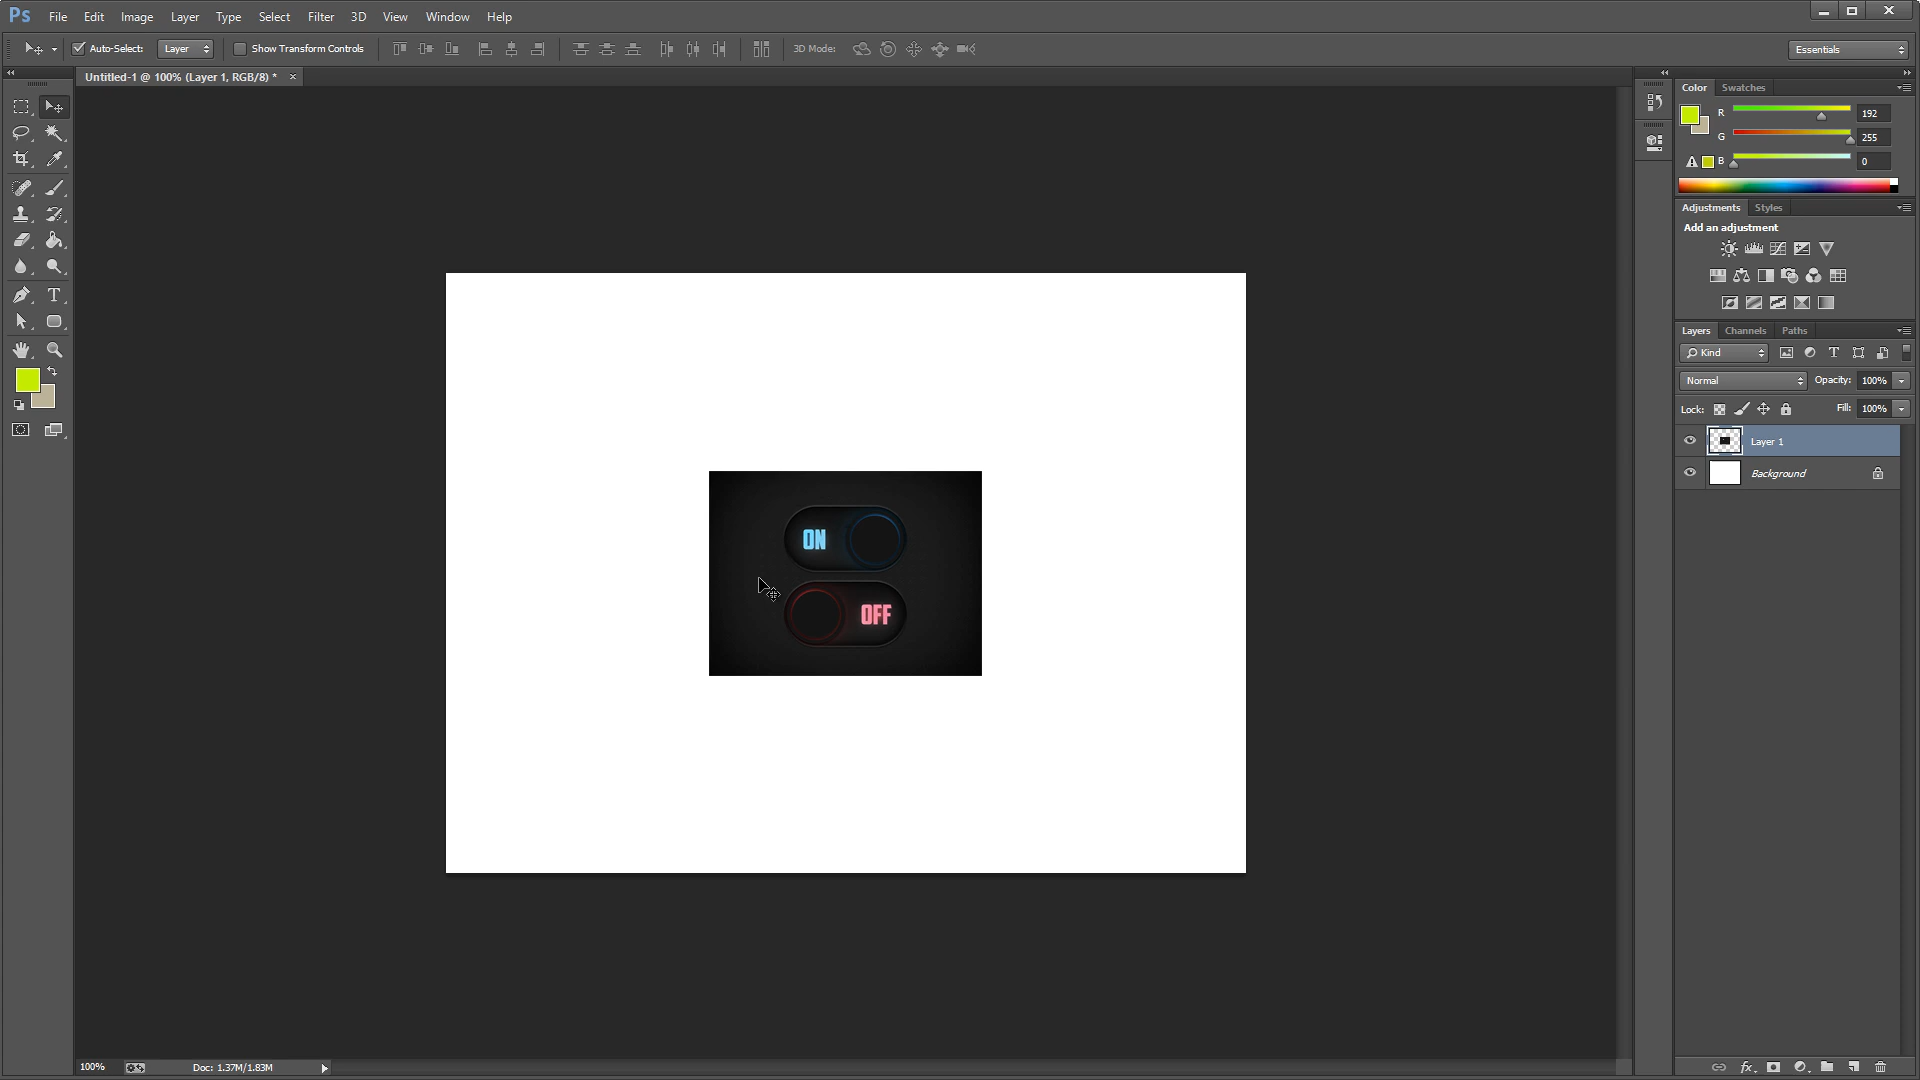 Ps File Edit Image Layer Type Select Filter 3D View Window Help
Auto-Select: Layer Show Transform Controls 3D Mode: Essentials
Untitled-1 @ 100% (Layer 1, RGB/8) * ×
Color Swatches
R 192
G 255
B 0
Adjustments Styles
Add an adjustment
Layers Channels Paths
Kind
Normal Opacity: 100%
Lock: Fill: 100%
Layer 1
Background
ON
OFF
100% Doc: 1.37M/1.83M
fx